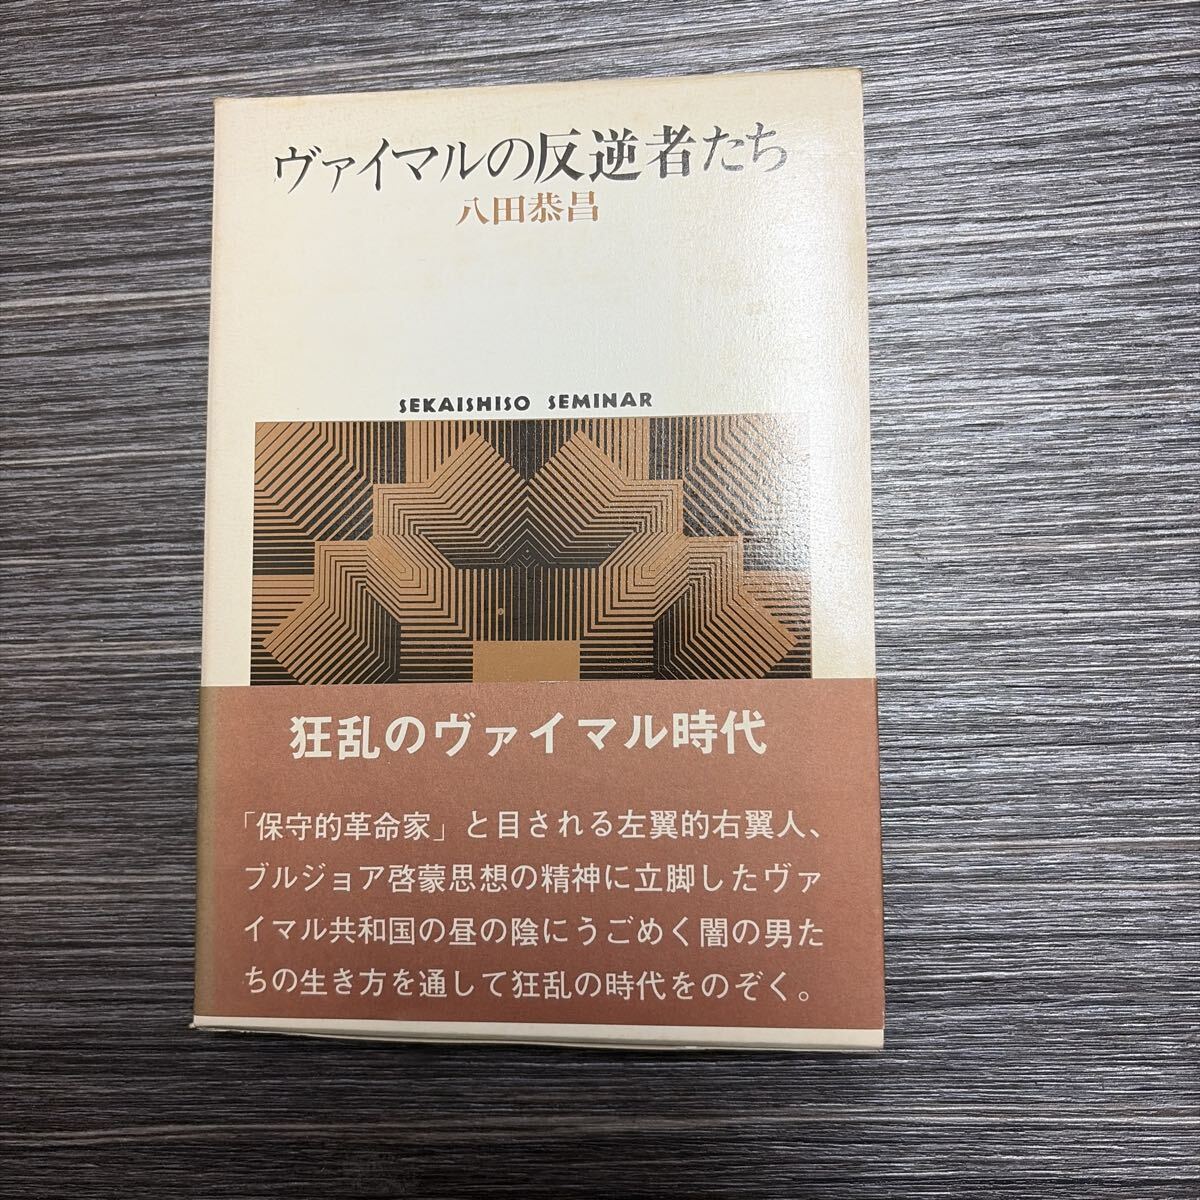 ヴァイマルの反逆者たち
八田恭昌
SEKAISHISO SEMINAR
狂乱のヴァイマル時代
「保守的革命家」と目される左翼的右翼人、
ブルジョア啓蒙思想の精神に立脚したヴァ
イマル共和国の昼の陰にうごめく闇の男た
ちの生き方を通して狂乱の時代をのぞく。